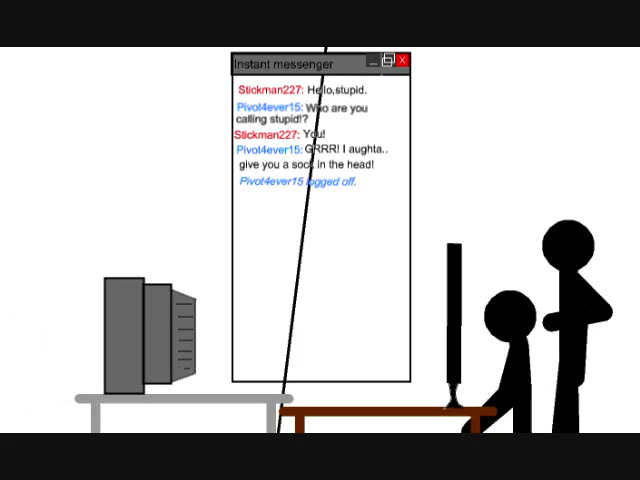 Instant messenger
Stickman227: Hello,stupid.
Pivot4ever15: Who are you
calling stupid!?
Stickman227: You!
Pivot4ever15: GRRR! I aughta..
give you a sock in the head!
Pivot4ever15 logged off.